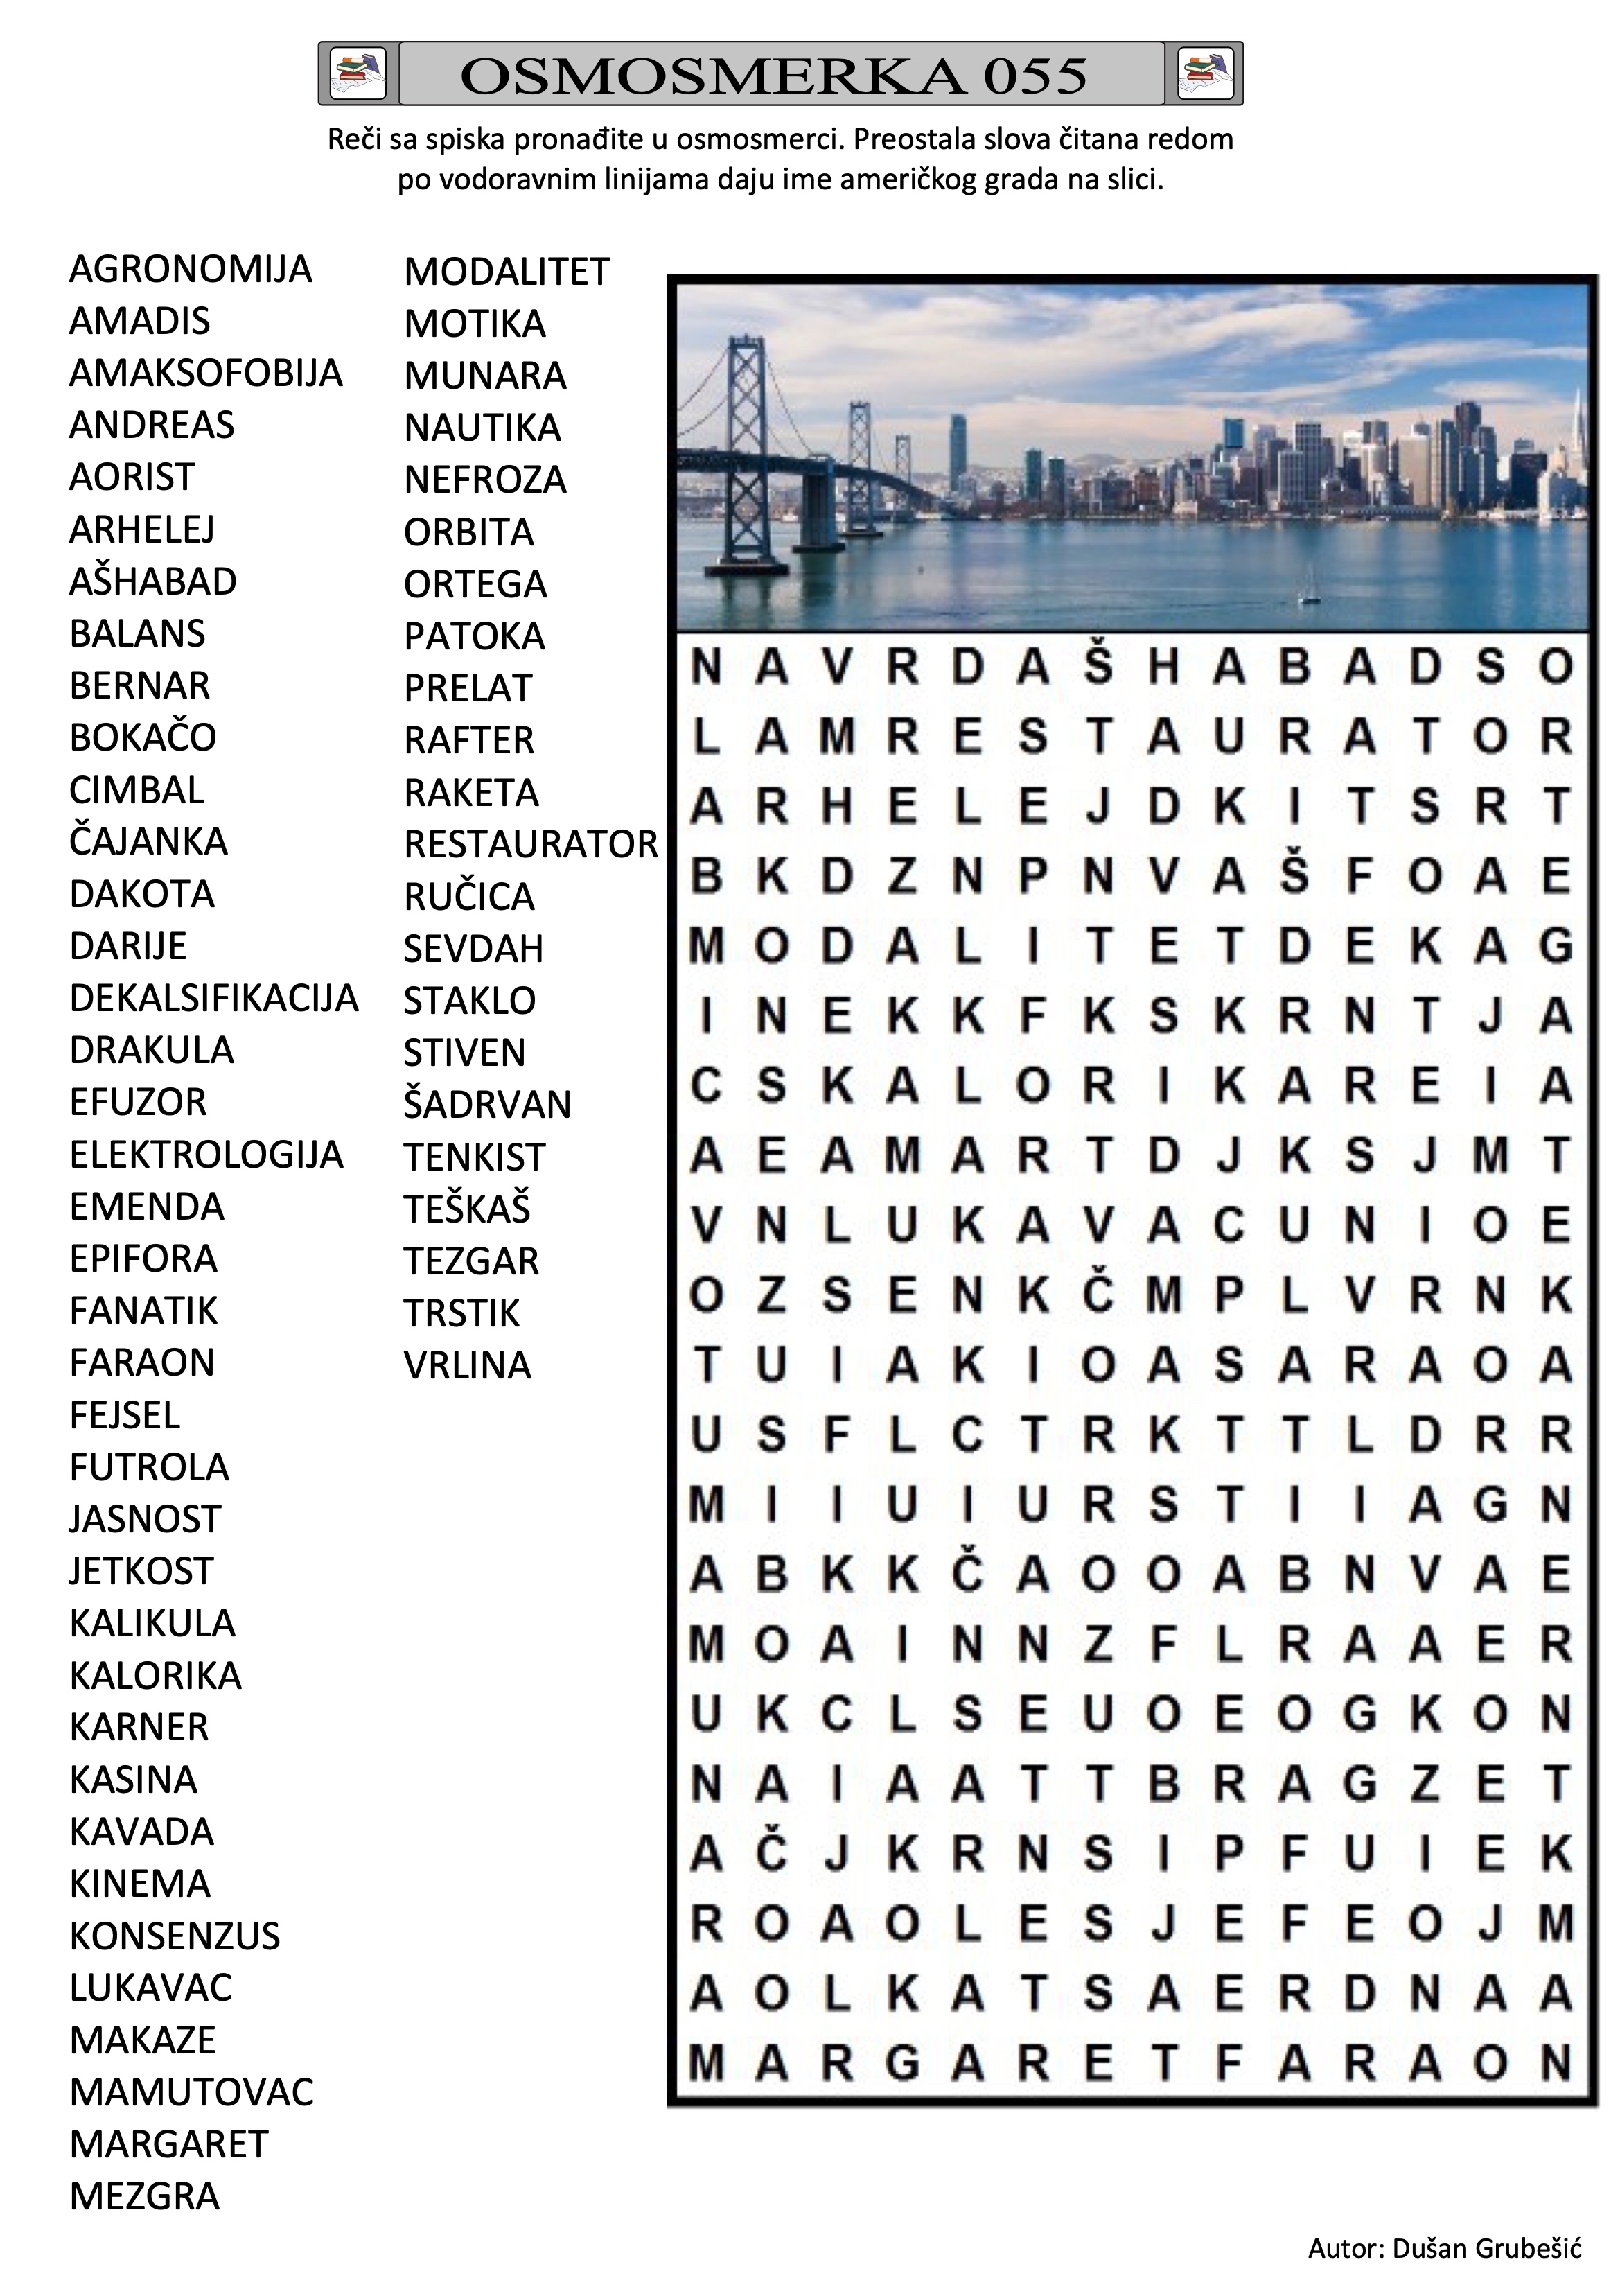 OSMOSMERKA 055
Reči sa spiska pronađite u osmosmerci. Preostala slova čitana redom
po vodoravnim linijama daju ime američkog grada na slici.
AGRONOMIJA
AMADIS
AMAKSOFOBIJA
ANDREAS
AORIST
ARHELEJ
AŠHABAD
BALANS
BERNAR
BOKAČO
CIMBAL
ČAJANKA
DAKOTA
DARIJE
DEKALSIFIKACIJA
DRAKULA
EFUZOR
ELEKTROLOGIJA
EMENDA
EPIFORA
FANATIK
FARAON
FEJSEL
FUTROLA
JASNOST
JETKOST
KALIKULA
KALORIKA
KARNER
KASINA
KAVADA
KINEMA
KONSENZUS
LUKAVAC
MAKAZE
MAMUTOVAC
MARGARET
MEZGRA
MODALITET
MOTIKA
MUNARA
NAUTIKA
NEFROZA
ORBITA
ORTEGA
PATOKA
PRELAT
RAFTER
RAKETA
RESTAURATOR
RUČICA
SEVDAH
STAKLO
STIVEN
ŠADRVAN
TENKIST
TEŠKAŠ
TEZGAR
TRSTIK
VRLINA
N A V R D A Š H A B A D S O
L A M R E S T A U R A T O R
A R H E L E J D K I T S R T
B K D Z N P N V A Š F O A E
M O D A L I T E T D E K A G
I N E K K F K S K R N T J A
C S K A L O R I K A R E I A
A E A M A R T D J K S J M T
V N L U K A V A C U N I O E
O Z S E N K Č M P L V R N K
T U I A K I O A S A R A O A
U S F L C T R K T T L D R R
M I I U I U R S T I I A G N
A B K K Č A O O A B N V A E
M O A I N N Z F L R A A E R
U K C L S E U O E O G K O N
N A I A A T T B R A G Z E T
A Č J K R N S I P F U I E K
R O A O L E S J E F E O J M
A O L K A T S A E R D N A A
M A R G A R E T F A R A O N
Autor: Dušan Grubešić